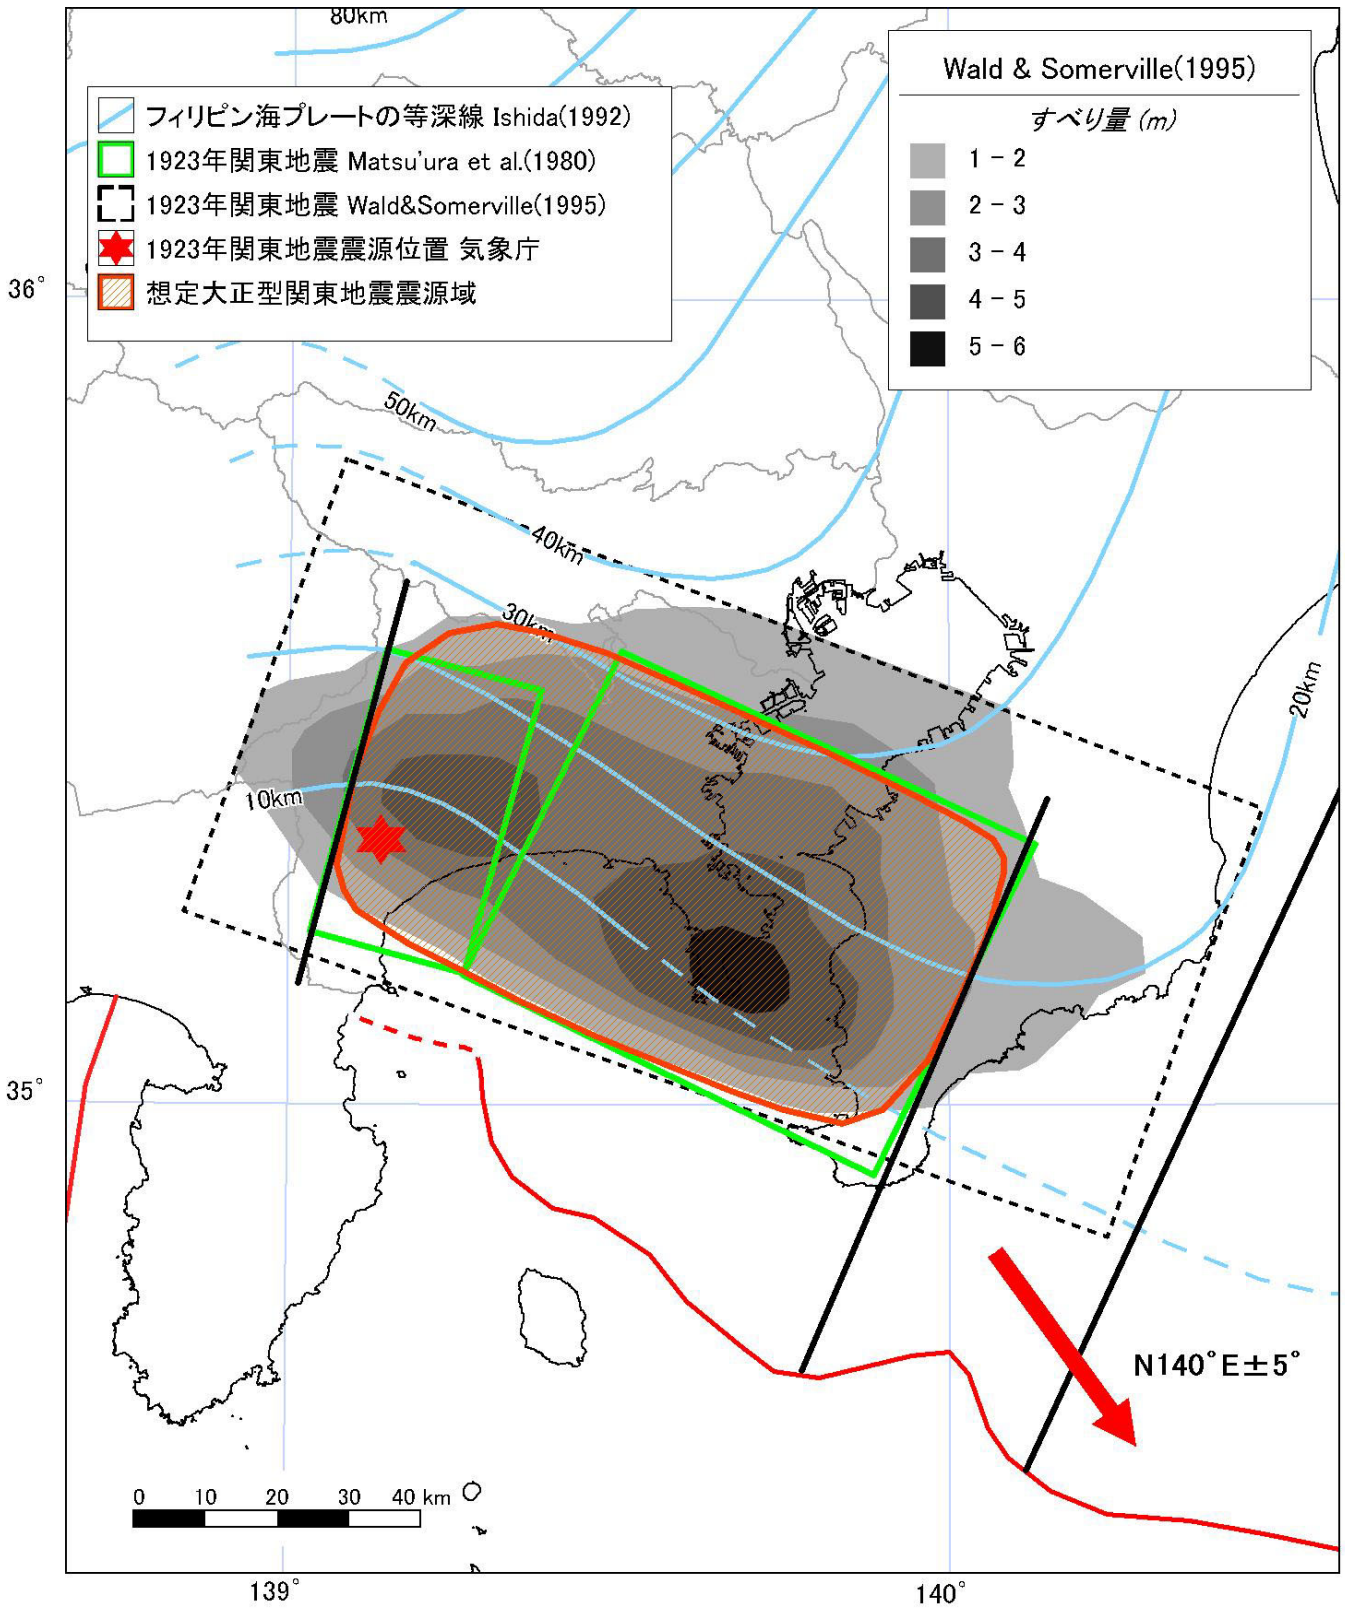 80km
フィリピン海プレートの等深線 Ishida(1992)
1923年関東地震 Matsu'ura et al.(1980)
1923年関東地震 Wald&Somerville(1995)
1923年関東地震震源位置 気象庁
想定大正型関東地震震源域
Wald & Somerville(1995)
すべり量 (m)
1 - 2
2 - 3
3 - 4
4 - 5
5 - 6
36°
50km
40km
30km
20km
10km
35°
N140°E±5°
0 10 20 30 40 km
139°
140°